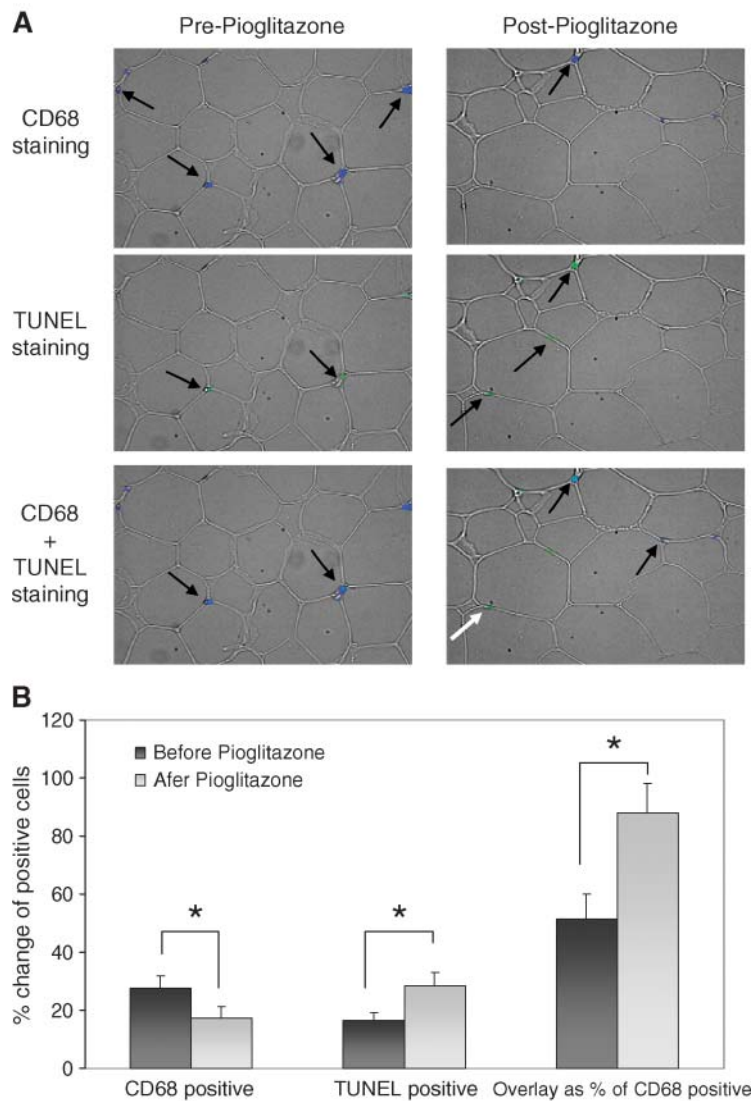 A
Pre-Pioglitazone
Post-Pioglitazone
CD68
staining
TUNEL
staining
CD68
+
TUNEL
staining
B
% change of positive cells
120
100
80
60
40
20
0
Before Pioglitazone
Afer Pioglitazone
*
*
*
CD68 positive
TUNEL positive
Overlay as % of CD68 positive